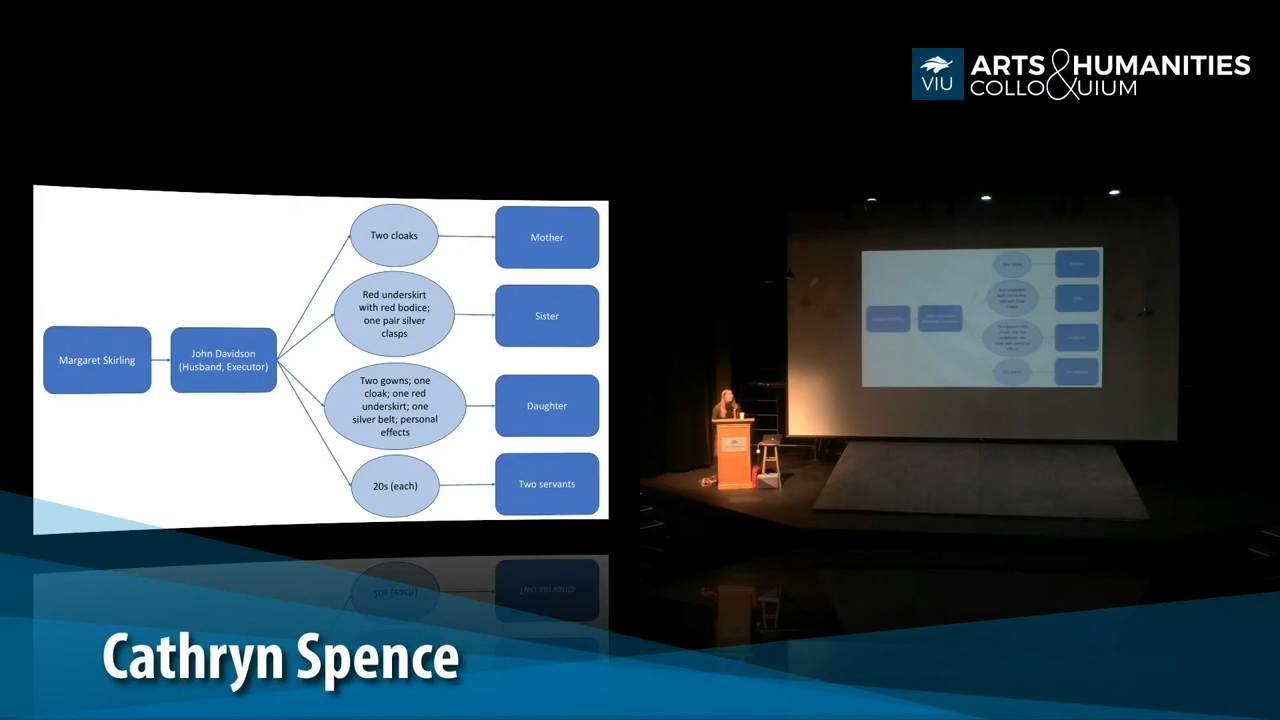 VIU
ARTS & HUMANITIES
COLLOQUIUM
Two cloaks
Mother
Red underskirt
with red bodice;
one pair silver
clasps
Sister
Margaret Skirling
John Davidson
(Husband, Executor)
Two gowns; one
cloak; one red
underskirt; one
silver belt; personal
effects
Daughter
20s (each)
Two servants
Cathryn Spence